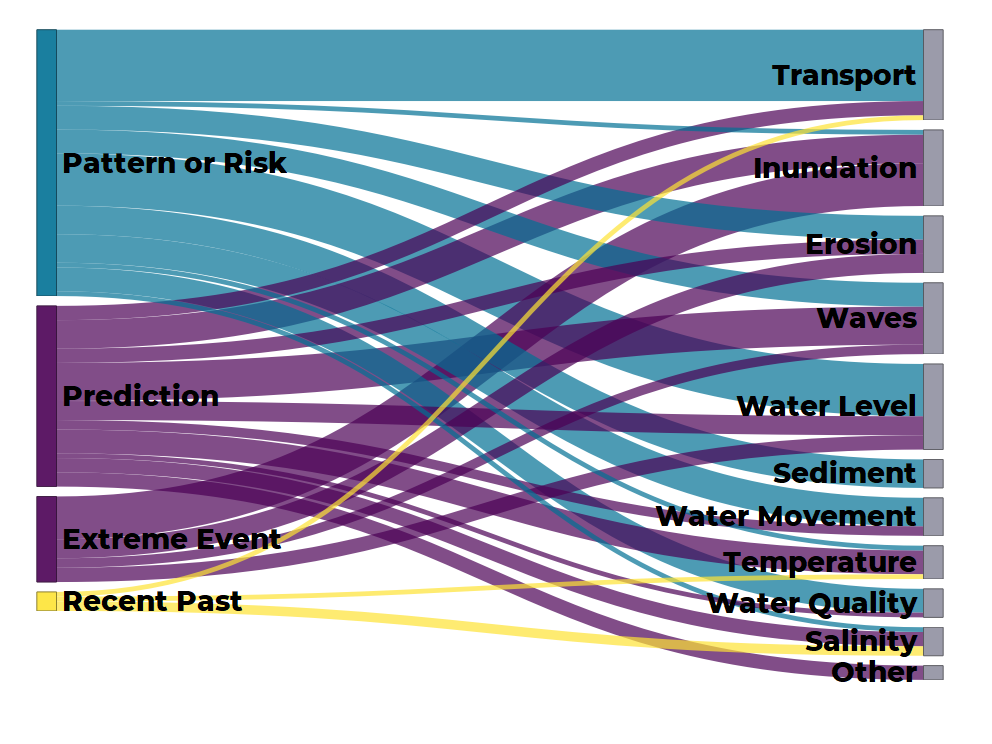 Pattern or Risk
Prediction
Extreme Event
Recent Past
Transport
Inundation
Erosion
Waves
Water Level
Sediment
Water Movement
Temperature
Water Quality
Salinity
Other